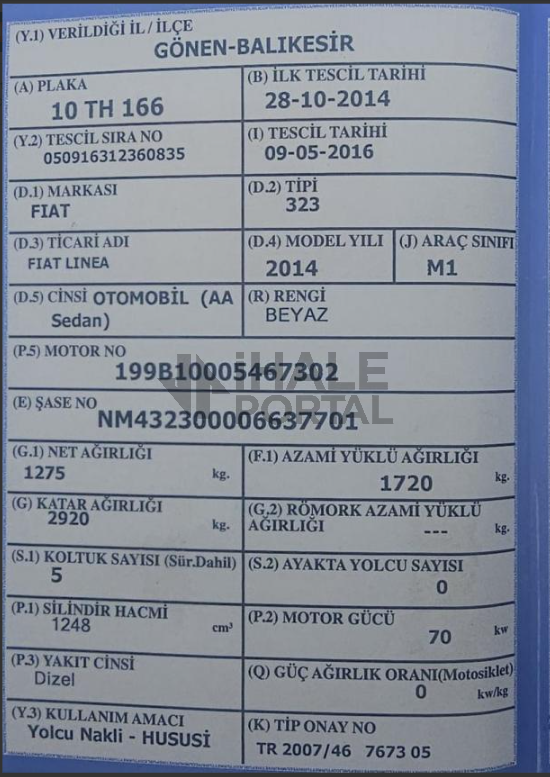 (Y.1) VERİLDİĞİ İL / İLÇE
GÖNEN-BALIKESİR
(A) PLAKA
10 TH 166
(B) İLK TESCİL TARİHİ
28-10-2014
(Y.2) TESCİL SIRA NO
050916312360835
(I) TESCİL TARİHİ
09-05-2016
(D.1) MARKASI
FIAT
(D.2) TİPİ
323
(D.3) TİCARİ ADI
FIAT LINEA
(D.4) MODEL YILI
2014
(J) ARAÇ SINIFI
M1
(D.5) CİNSİ OTOMOBİL (AA
Sedan)
(R) RENGİ
BEYAZ
(P.5) MOTOR NO
199B10005467302
İHALE
PORTAL
(E) ŞASE NO
NM432300006637701
(G.1) NET AĞIRLIĞI
1275 kg.
(F.1) AZAMİ YÜKLÜ AĞIRLIĞI
1720 kg.
(G) KATAR AĞIRLIĞI
2920 kg.
(G.2) RÖMORK AZAMİ YÜKLÜ
AĞIRLIĞI --- kg.
(S.1) KOLTUK SAYISI (Sür.Dahil)
5
(S.2) AYAKTA YOLCU SAYISI
0
(P.1) SİLİNDİR HACMİ
1248 cm³
(P.2) MOTOR GÜCÜ
70 kw
(P.3) YAKIT CİNSİ
Dizel
(Q) GÜÇ AĞIRLIK ORANI(Motosiklet)
0 kw/kg
(Y.3) KULLANIM AMACI
Yolcu Nakli - HUSUSİ
(K) TİP ONAY NO
TR 2007/46 7673 05